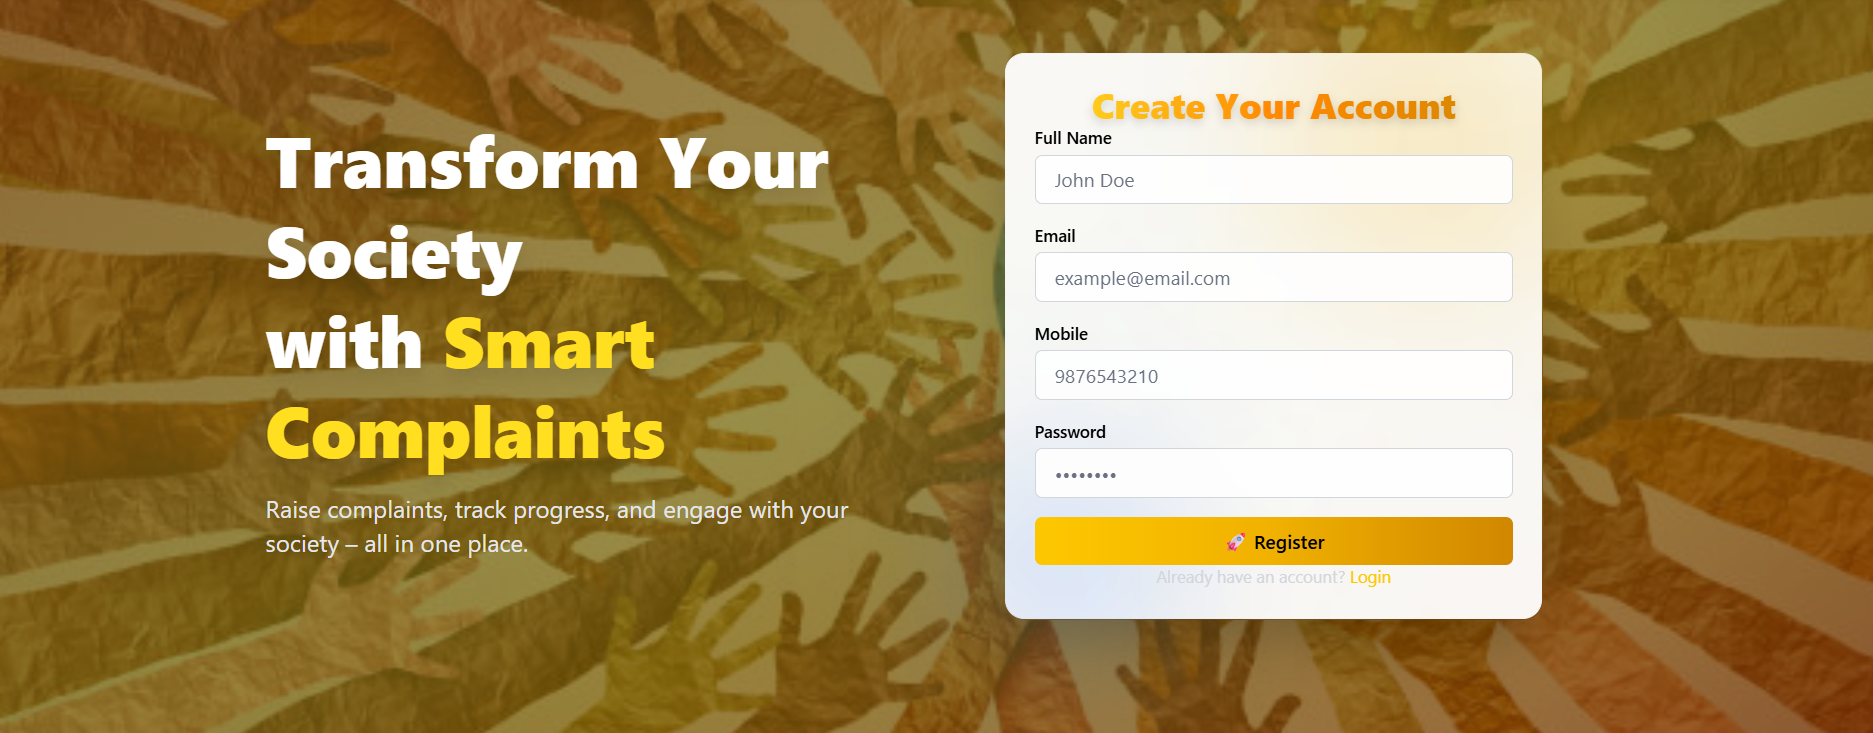 Transform Your
Society
with Smart
Complaints
Raise complaints, track progress, and engage with your
society – all in one place.
Create Your Account
Full Name
John Doe
Email
example@email.com
Mobile
9876543210
Password
••••••••
🚀 Register
Already have an account? Login